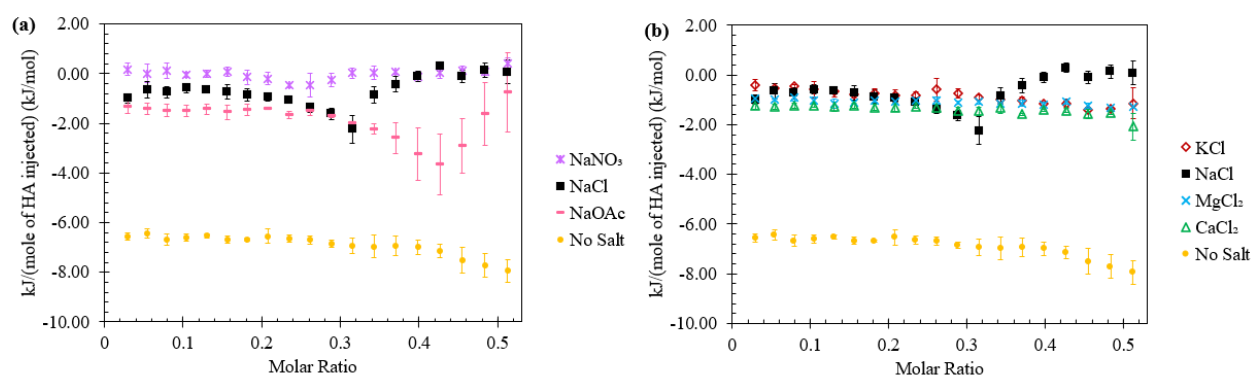 (a)
kJ/(mole of HA injected) (kJ/mol)
2.00
0.00
-2.00
-4.00
-6.00
-8.00
-10.00
0
0.1
0.2
0.3
0.4
0.5
Molar Ratio
NaNO₃
NaCl
NaOAc
No Salt
(b)
kJ/(mole of HA injected) (kJ/mol)
2.00
0.00
-2.00
-4.00
-6.00
-8.00
-10.00
0
0.1
0.2
0.3
0.4
0.5
Molar Ratio
KCl
NaCl
MgCl₂
CaCl₂
No Salt